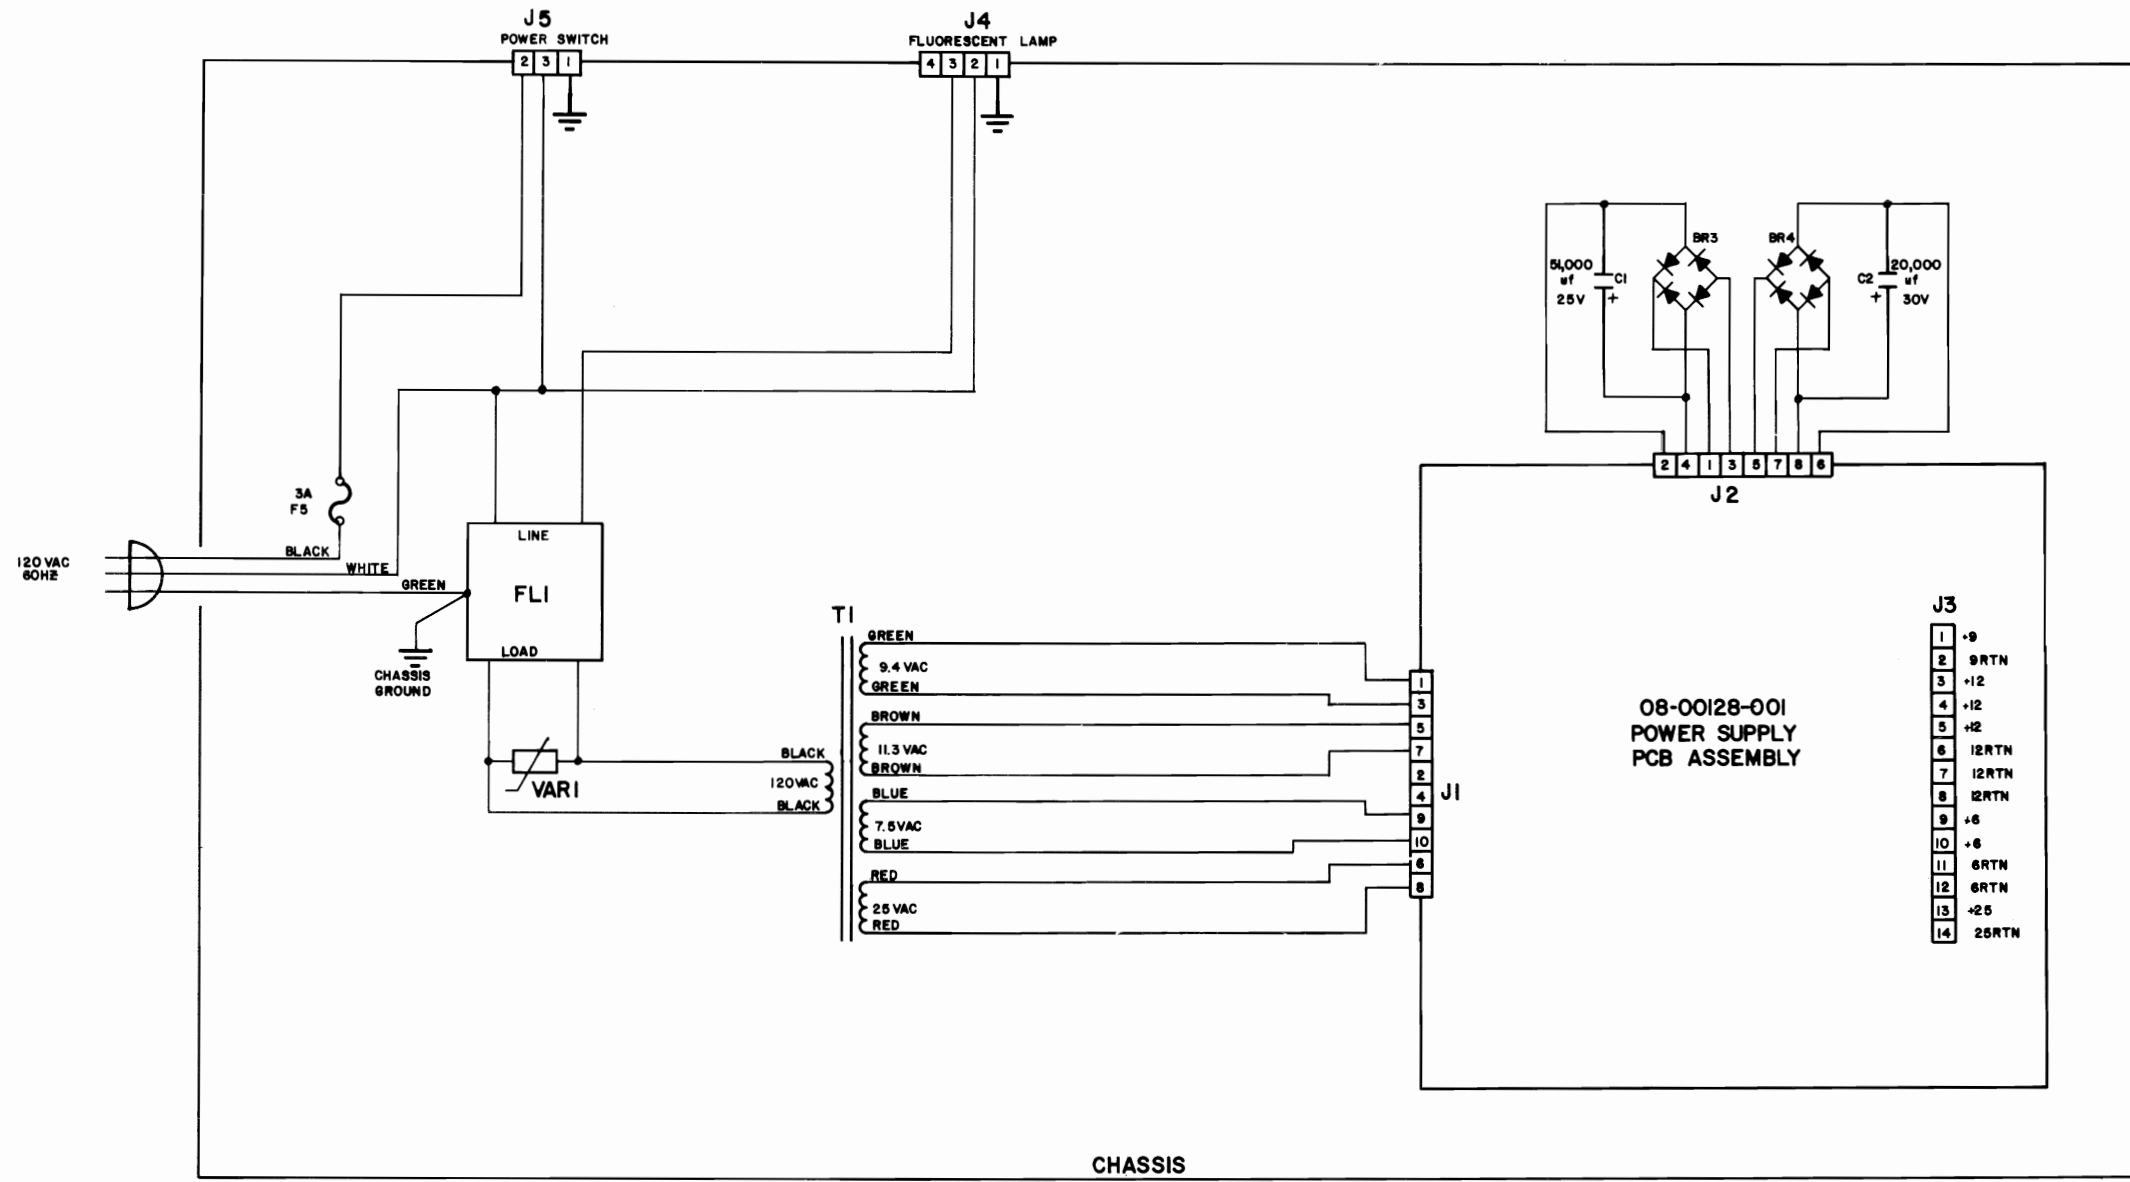 J5
POWER SWITCH
2 3 1
J4
FLUORESCENT LAMP
4 3 2 1
BR3
BR4
51,000
uf
25V
C1
+
C2
+
20,000
uf
30V
2 4 1 3 5 7 8 6
J2
3A
F5
120 VAC
60HZ
BLACK
WHITE
GREEN
LINE
FL1
LOAD
CHASSIS
GROUND
VAR1
BLACK
120VAC
BLACK
T1
GREEN
9.4 VAC
GREEN
BROWN
11.3 VAC
BROWN
BLUE
7.5VAC
BLUE
RED
25 VAC
RED
1
3
5
7
2
4
9
10
6
8
J1
08-00128-001
POWER SUPPLY
PCB ASSEMBLY
J3
1 +9
2 9RTN
3 +12
4 +12
5 +12
6 12RTN
7 12RTN
8 12RTN
9 +6
10 +6
11 6RTN
12 6RTN
13 +25
14 25RTN
CHASSIS